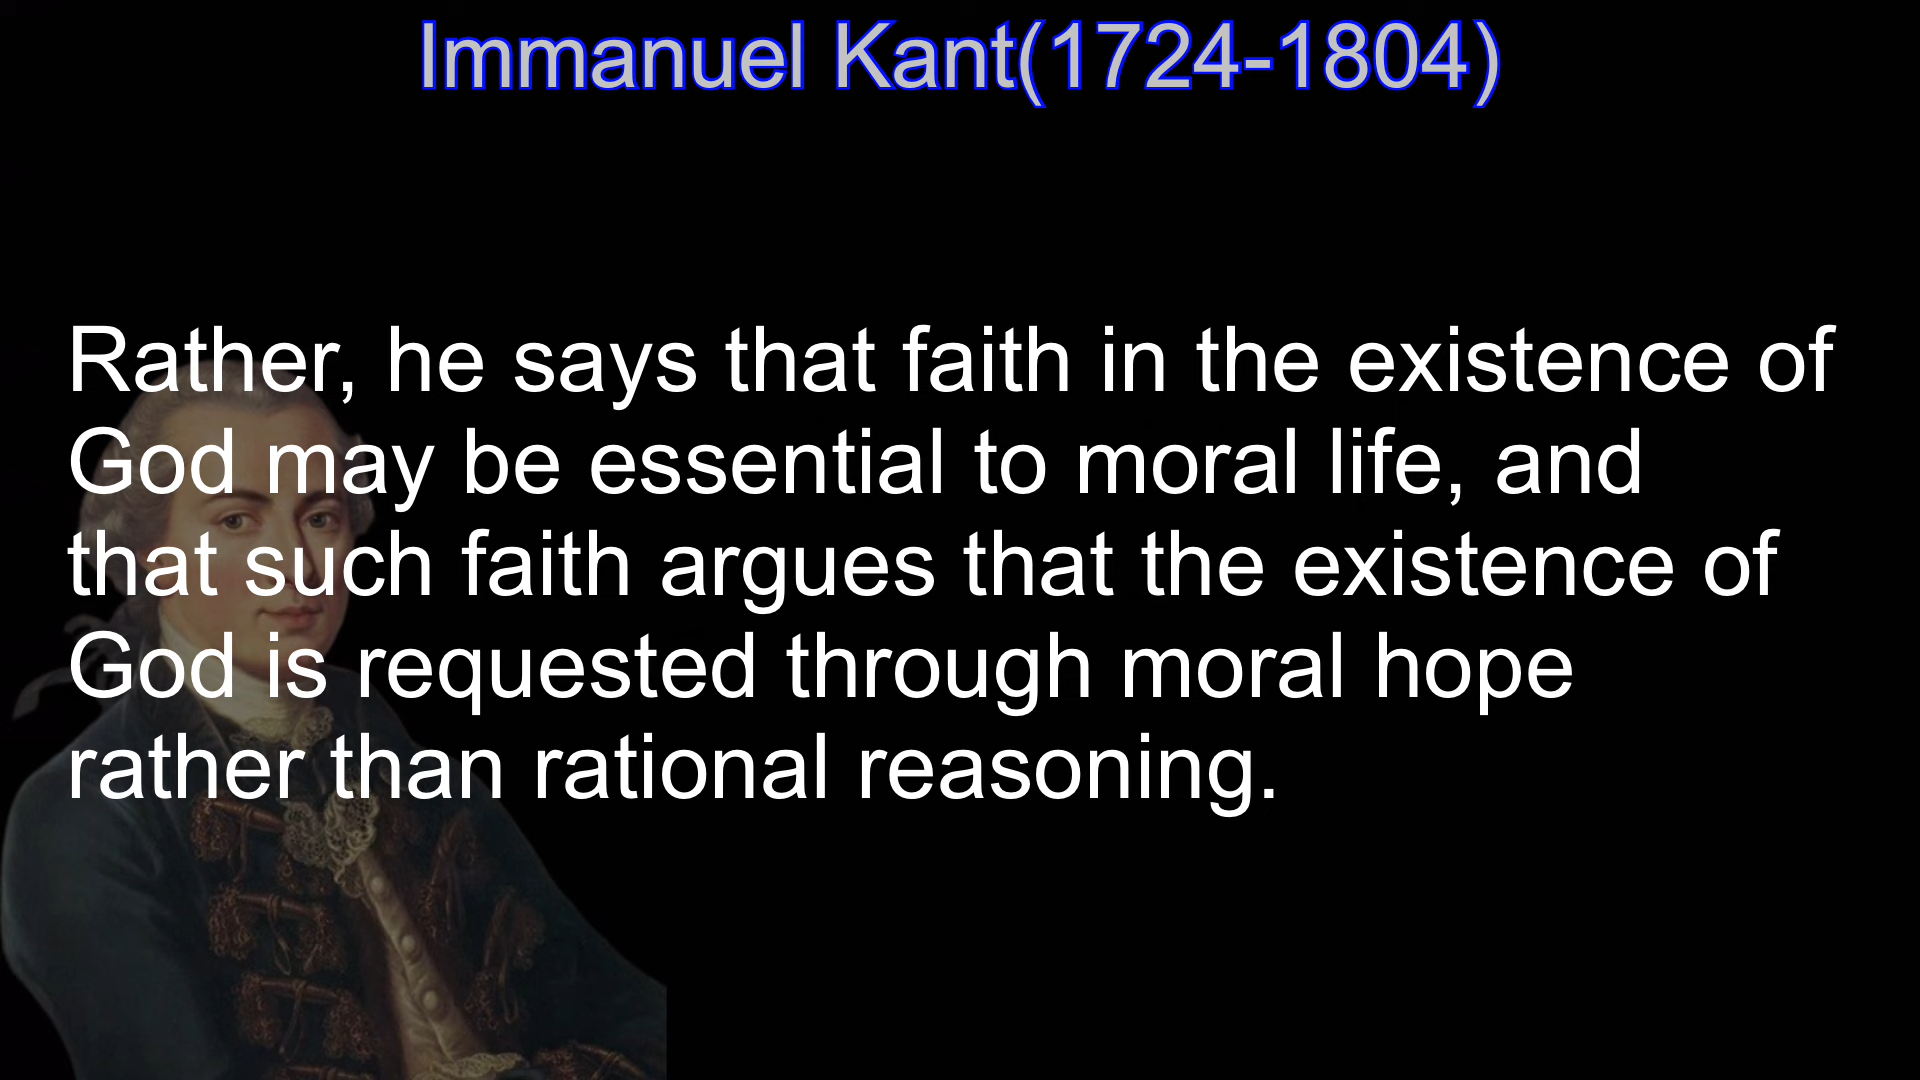 Immanuel Kant(1724-1804)
Rather, he says that faith in the existence of
God may be essential to moral life, and
that such faith argues that the existence of
God is requested through moral hope
rather than rational reasoning.